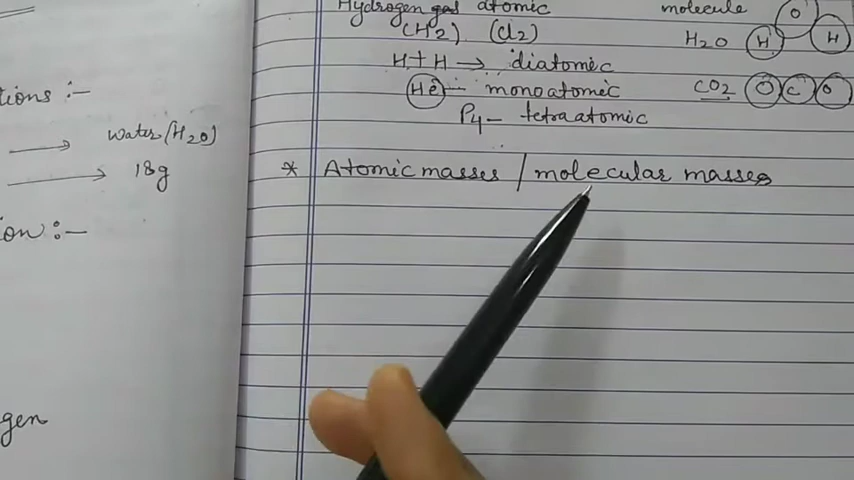 tions :-
→ water (H2O)
→ 18g
ion :-
gen
Hydrogen gas atomic molecule O
(H2) (Cl2) H2O H H
H + H → diatomic
He - monoatomic CO2 O C O
P4 - tetraatomic
* Atomic masses / molecular masses